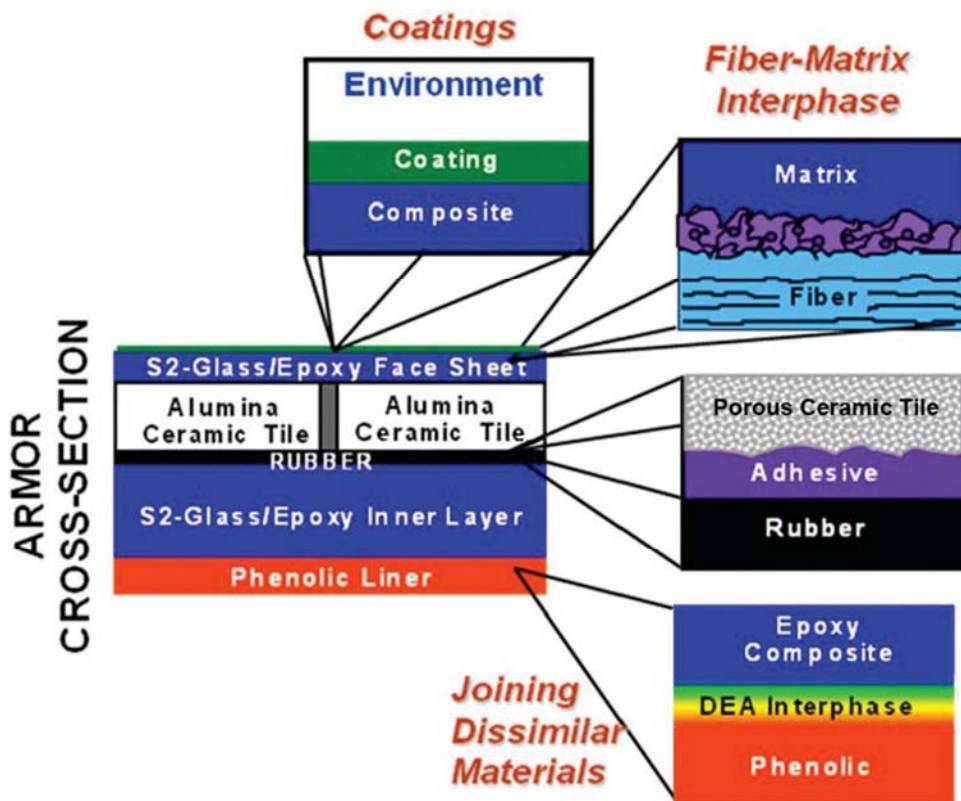 Coatings
Environment
Coating
Composite
Fiber-Matrix
Interphase
Matrix
Fiber
ARMOR
CROSS-SECTION
S2-Glass/Epoxy Face Sheet
Alumina
Ceramic Tile
Alumina
Ceramic Tile
RUBBER
S2-Glass/Epoxy Inner Layer
Phenolic Liner
Porous Ceramic Tile
Adhesive
Rubber
Joining
Dissimilar
Materials
Epoxy
Composite
DEA Interphase
Phenolic